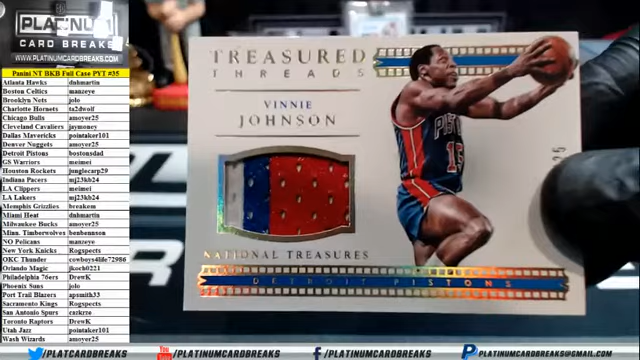 PLATINUM
CARD BREAKS
WWW.PLATINUMCARDBREAKS.COM
Panini NT BKB Full Case PYT #35
Atlanta Hawks dnhmartin
Boston Celtics manzeye
Brooklyn Nets jolo
Charlotte Hornets ta2dwolf
Chicago Bulls amoyer25
Cleveland Cavaliers jaymoney
Dallas Mavericks pointaker101
Denver Nuggets amoyer25
Detroit Pistons bostonsdad
GS Warriors meimei
Houston Rockets junglecarp29
Indiana Pacers mj23kb24
LA Clippers meimei
LA Lakers mj23kb24
Memphis Grizzlies breakem
Miami Heat dnhmartin
Milwaukee Bucks amoyer25
Minn. Timberwolves benbennson
NO Pelicans manzeye
New York Knicks Rogspects
OKC Thunder cowboys4life72986
Orlando Magic jkoch0221
Philadelphia 76ers DrewK
Phoenix Suns jolo
Port Trail Blazers apsmith33
Sacramento Kings Rogspects
San Antonio Spurs
Toronto Raptors DrewK
Utah Jazz pointaker101
Wash Wizards amoyer25
TREASURED
THREADS
VINNIE
JOHNSON
PISTONS
15
NATIONAL TREASURES
DETROIT PISTONS
/PLATCARDBREAKS
You Tube
/PLATINUMCARDBREAKS
/PLATINUMCARDBREAKS
PLATINUMCARDBREAKS@GMAIL.COM